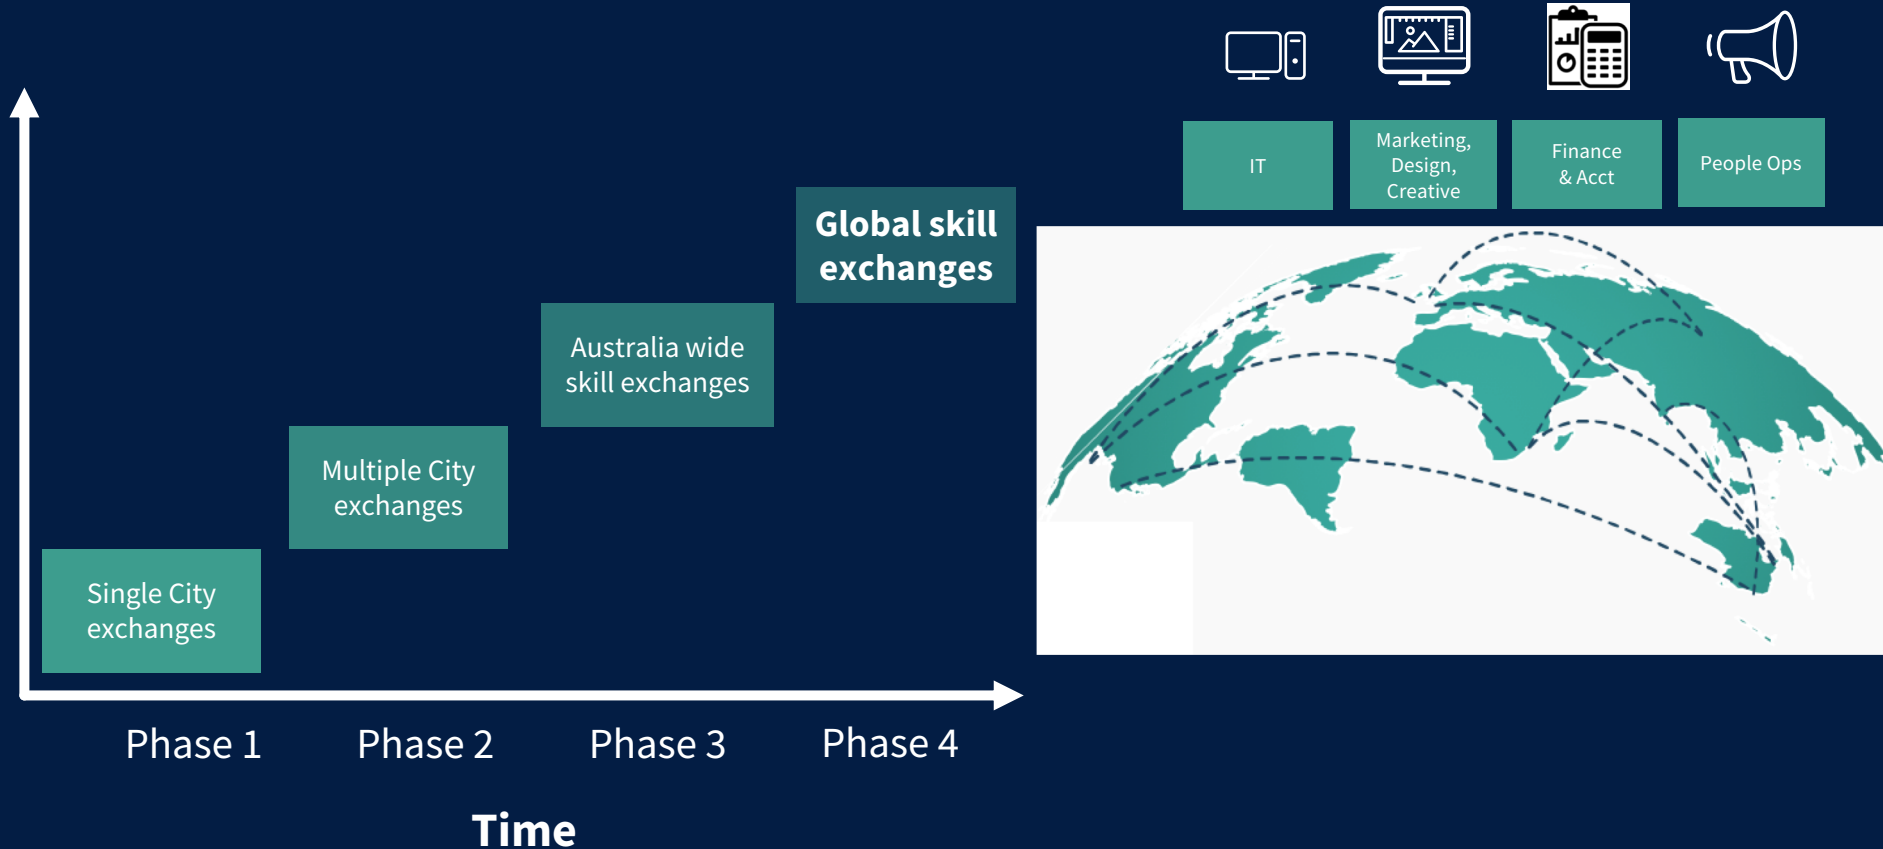 IT
Marketing,
Design,
Creative
Finance
& Acct
People Ops
Global skill
exchanges
Australia wide
skill exchanges
Multiple City
exchanges
Single City
exchanges
Phase 1
Phase 2
Phase 3
Phase 4
Time